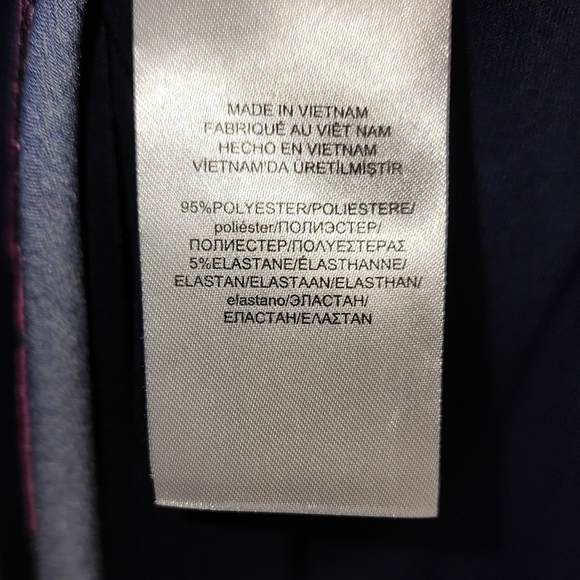 MADE IN VIETNAM
FABRIQUÉ AU VIÊT NAM
HECHO EN VIETNAM
VİETNAM'DA ÜRETİLMİŞTİR
95%POLYESTER/POLIESTERE/
poliéster/ПОЛИЭСТЕР/
ПОЛИЕСТЕР/ΠΟΛΥΕΣΤΕΡΑΣ
5%ELASTANE/ÉLASTHANNE/
ELASTAN/ELASTAAN/ELASTHAN/
elastano/ЭЛАСТАН/
ЕЛАСТАН/ΕΛΑΣΤΑΝ